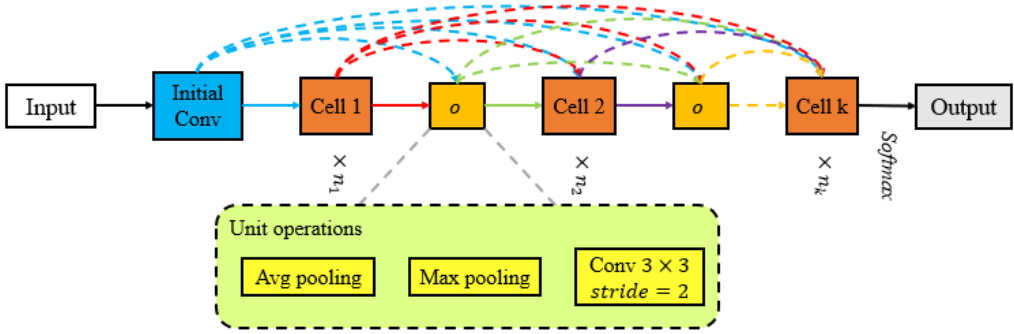 Input
Initial
Conv
Cell 1
o
Cell 2
o
Cell k
Output
× n₁
× n₂
× nₖ
Softmax
Unit operations
Avg pooling
Max pooling
Conv 3 × 3
stride = 2